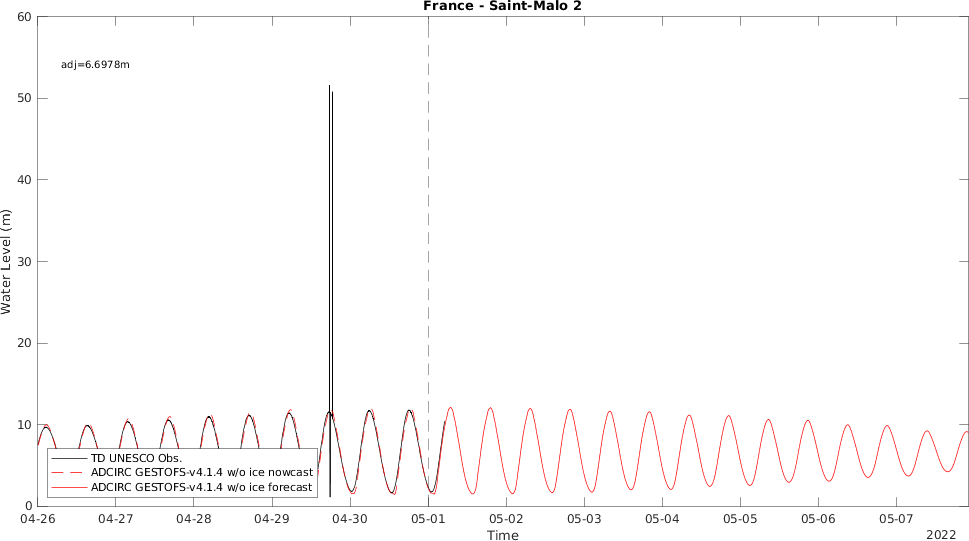 France - Saint-Malo 2
60
adj=6.6978m
50
40
30
20
10
0
Water Level (m)
TD UNESCO Obs.
ADCIRC GESTOFS-v4.1.4 w/o ice nowcast
ADCIRC GESTOFS-v4.1.4 w/o ice forecast
04-26 04-27 04-28 04-29 04-30 05-01 05-02 05-03 05-04 05-05 05-06 05-07
Time
2022